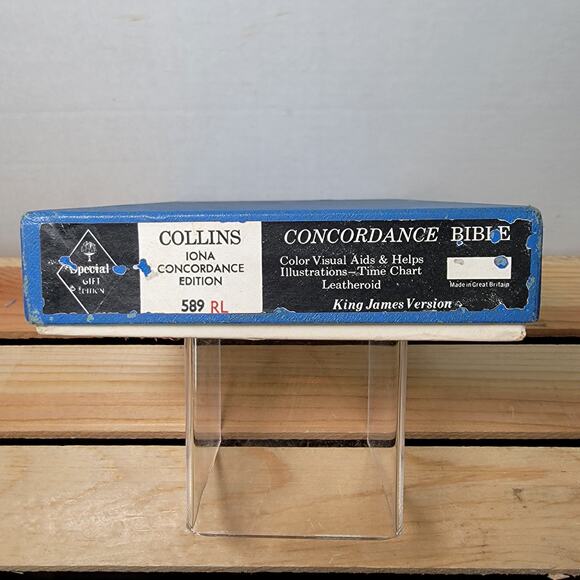 Special
GIFT
EDITION
COLLINS
IONA
CONCORDANCE
EDITION
589 RL
CONCORDANCE BIBLE
Color Visual Aids & Helps
Illustrations—Time Chart
Leatheroid
Made in Great Britain
King James Version